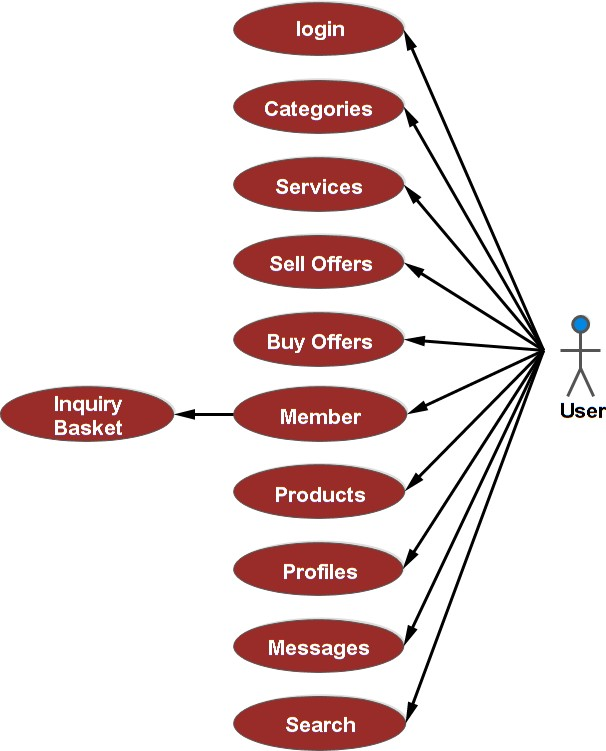 login
Categories
Services
Sell Offers
Buy Offers
Inquiry
Basket
Member
User
Products
Profiles
Messages
Search